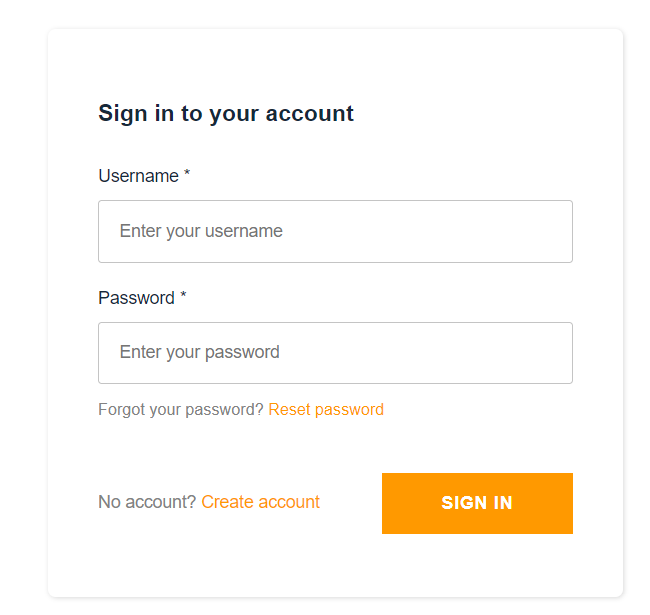 Sign in to your account
Username *
Enter your username
Password *
Enter your password
Forgot your password? Reset password
No account? Create account
SIGN IN